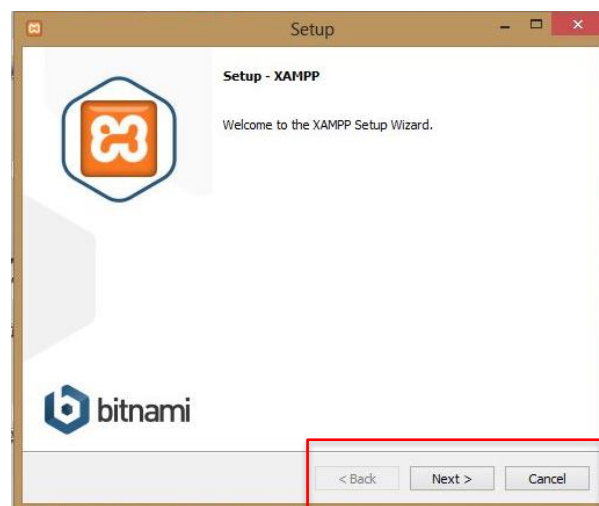 Setup
Setup - XAMPP
Welcome to the XAMPP Setup Wizard.
bitnami
< Back Next > Cancel